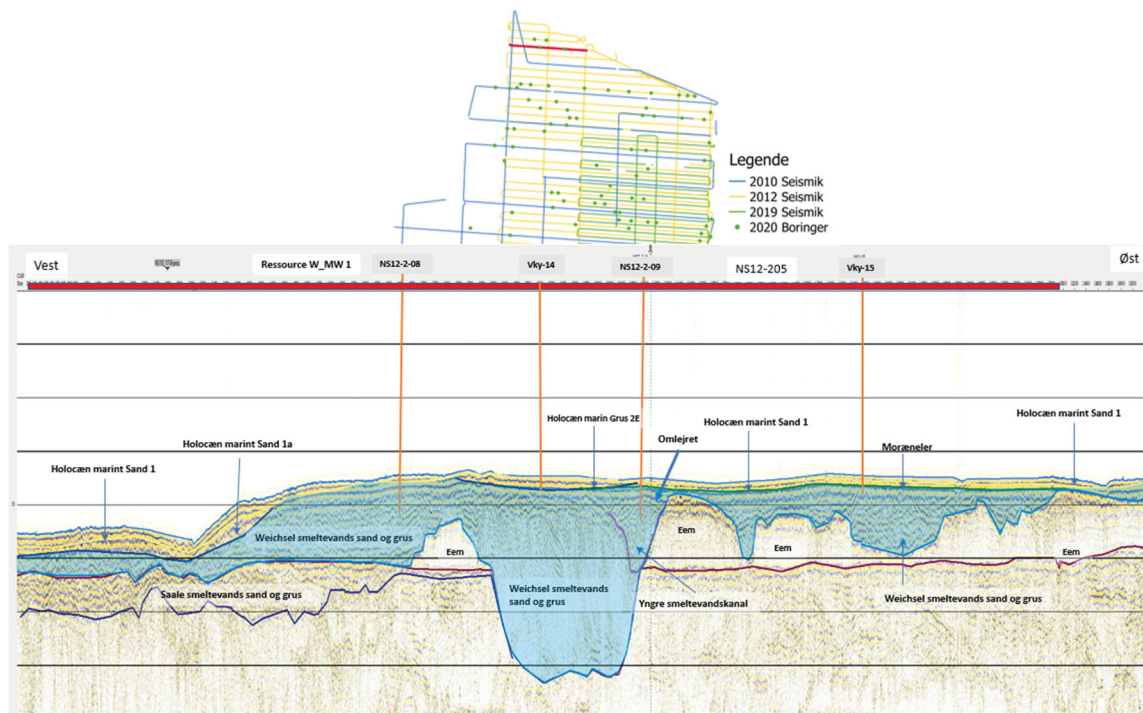 Legende
2010 Seismik
2012 Seismik
2019 Seismik
2020 Boringer
Vest
Ressource W_MW 1
NS12-2-08
Vky-14
NS12-2-09
NS12-205
Vky-15
Øst
Holocæn marint Sand 1
Holocæn marint Sand 1a
Holocæn marin Grus 2E
Omlejret
Holocæn marint Sand 1
Moræneler
Holocæn marint Sand 1
Weichsel smeltevands sand og grus
Eem
Eem
Eem
Eem
Saale smeltevands sand og grus
Weichsel smeltevands
sand og grus
Yngre smeltevandskanal
Weichsel smeltevands sand og grus